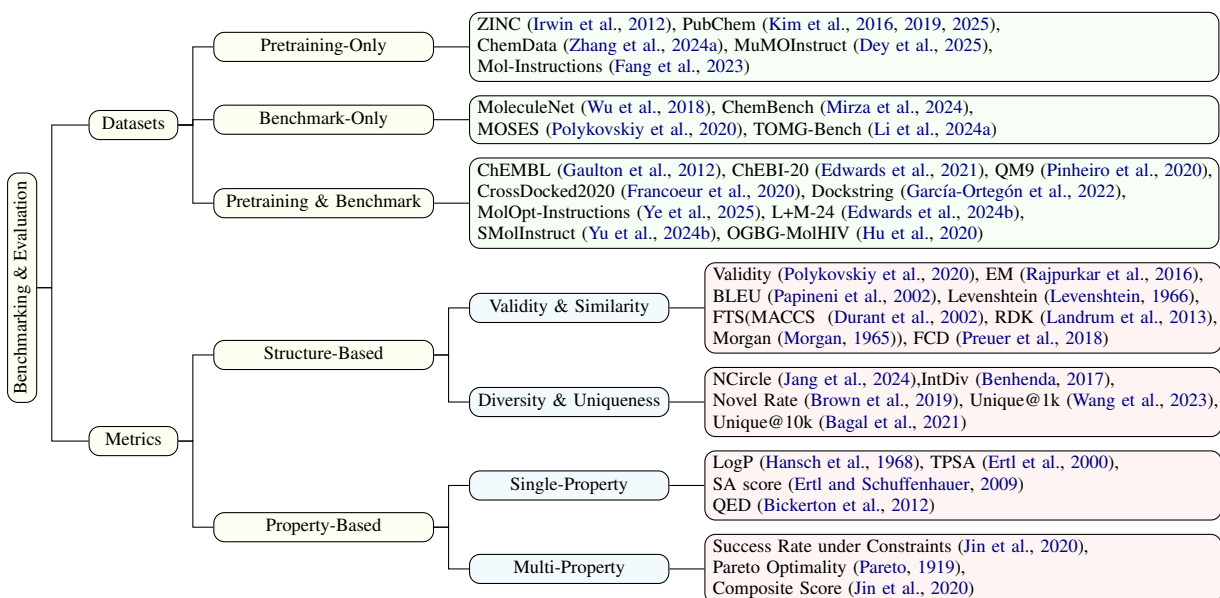 Benchmarking & Evaluation
Datasets
Pretraining-Only
ZINC (Irwin et al., 2012), PubChem (Kim et al., 2016, 2019, 2025),
ChemData (Zhang et al., 2024a), MuMOInstruct (Dey et al., 2025),
Mol-Instructions (Fang et al., 2023)
Benchmark-Only
MoleculeNet (Wu et al., 2018), ChemBench (Mirza et al., 2024),
MOSES (Polykovskiy et al., 2020), TOMG-Bench (Li et al., 2024a)
Pretraining & Benchmark
ChEMBL (Gaulton et al., 2012), ChEBI-20 (Edwards et al., 2021), QM9 (Pinheiro et al., 2020),
CrossDocked2020 (Francoeur et al., 2020), Dockstring (García-Ortegón et al., 2022),
MolOpt-Instructions (Ye et al., 2025), L+M-24 (Edwards et al., 2024b),
SMolInstruct (Yu et al., 2024b), OGBG-MolHIV (Hu et al., 2020)
Metrics
Structure-Based
Validity & Similarity
Validity (Polykovskiy et al., 2020), EM (Rajpurkar et al., 2016),
BLEU (Papineni et al., 2002), Levenshtein (Levenshtein, 1966),
FTS(MACCS (Durant et al., 2002), RDK (Landrum et al., 2013),
Morgan (Morgan, 1965)), FCD (Preuer et al., 2018)
Diversity & Uniqueness
NCircle (Jang et al., 2024),IntDiv (Benhenda, 2017),
Novel Rate (Brown et al., 2019), Unique@1k (Wang et al., 2023),
Unique@10k (Bagal et al., 2021)
Property-Based
Single-Property
LogP (Hansch et al., 1968), TPSA (Ertl et al., 2000),
SA score (Ertl and Schuffenhauer, 2009)
QED (Bickerton et al., 2012)
Multi-Property
Success Rate under Constraints (Jin et al., 2020),
Pareto Optimality (Pareto, 1919),
Composite Score (Jin et al., 2020)